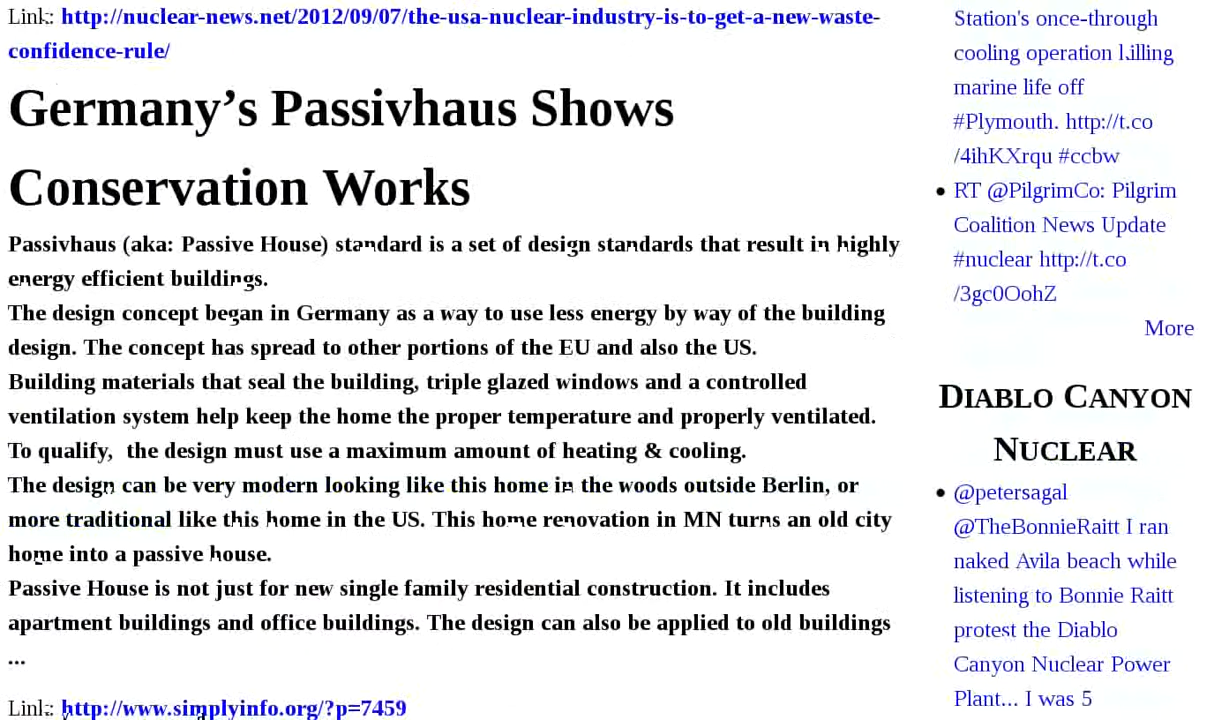 Link: http://nuclear-news.net/2012/09/07/the-usa-nuclear-industry-is-to-get-a-new-waste-
confidence-rule/
Germany's Passivhaus Shows
Conservation Works
Passivhaus (aka: Passive House) standard is a set of design standards that result in highly
energy efficient buildings.
The design concept began in Germany as a way to use less energy by way of the building
design. The concept has spread to other portions of the EU and also the US.
Building materials that seal the building, triple glazed windows and a controlled
ventilation system help keep the home the proper temperature and properly ventilated.
To qualify,  the design must use a maximum amount of heating & cooling.
The design can be very modern looking like this home in the woods outside Berlin, or
more traditional like this home in the US. This home renovation in MN turns an old city
home into a passive house.
Passive House is not just for new single family residential construction. It includes
apartment buildings and office buildings. The design can also be applied to old buildings
...
Link: http://www.simplyinfo.org/?p=7459
Station's once-through
cooling operation killing
marine life off
#Plymouth. http://t.co
/4ihKXrqu #ccbw
RT @PilgrimCo: Pilgrim
Coalition News Update
#nuclear http://t.co
/3gc0OohZ
More
DIABLO CANYON
NUCLEAR
@petersagal
@TheBonnieRaitt I ran
naked Avila beach while
listening to Bonnie Raitt
protest the Diablo
Canyon Nuclear Power
Plant... I was 5